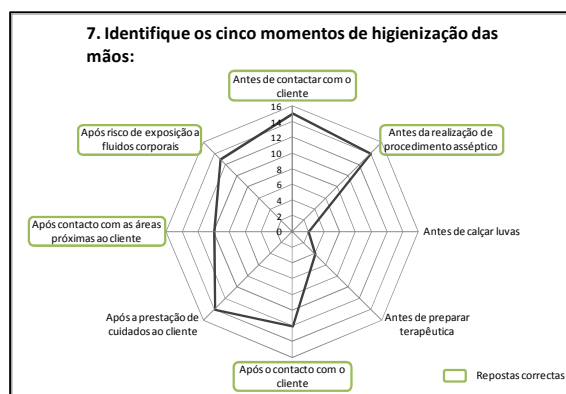 7. Identifique os cinco momentos de higienização das
mãos:
Antes de contactar com o
cliente
Antes da realização de
procedimento asséptico
Antes de calçar luvas
Antes de preparar
terapêutica
Após o contacto com o
cliente
Após a prestação de
cuidados ao cliente
Após contacto com as áreas
próximas ao cliente
Após risco de exposição a
fluidos corporais
16
14
12
10
8
6
4
2
0
Repostas correctas